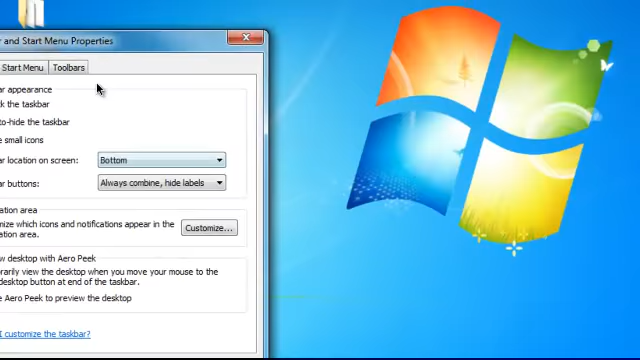 r and Start Menu Properties
Start Menu Toolbars
ar appearance
k the taskbar
to-hide the taskbar
e small icons
ar location on screen: Bottom
ar buttons: Always combine, hide labels
ation area
mize which icons and notifications appear in the
ation area. Customize...
w desktop with Aero Peek
rarily view the desktop when you move your mouse to the
desktop button at end of the taskbar.
e Aero Peek to preview the desktop
I customize the taskbar?